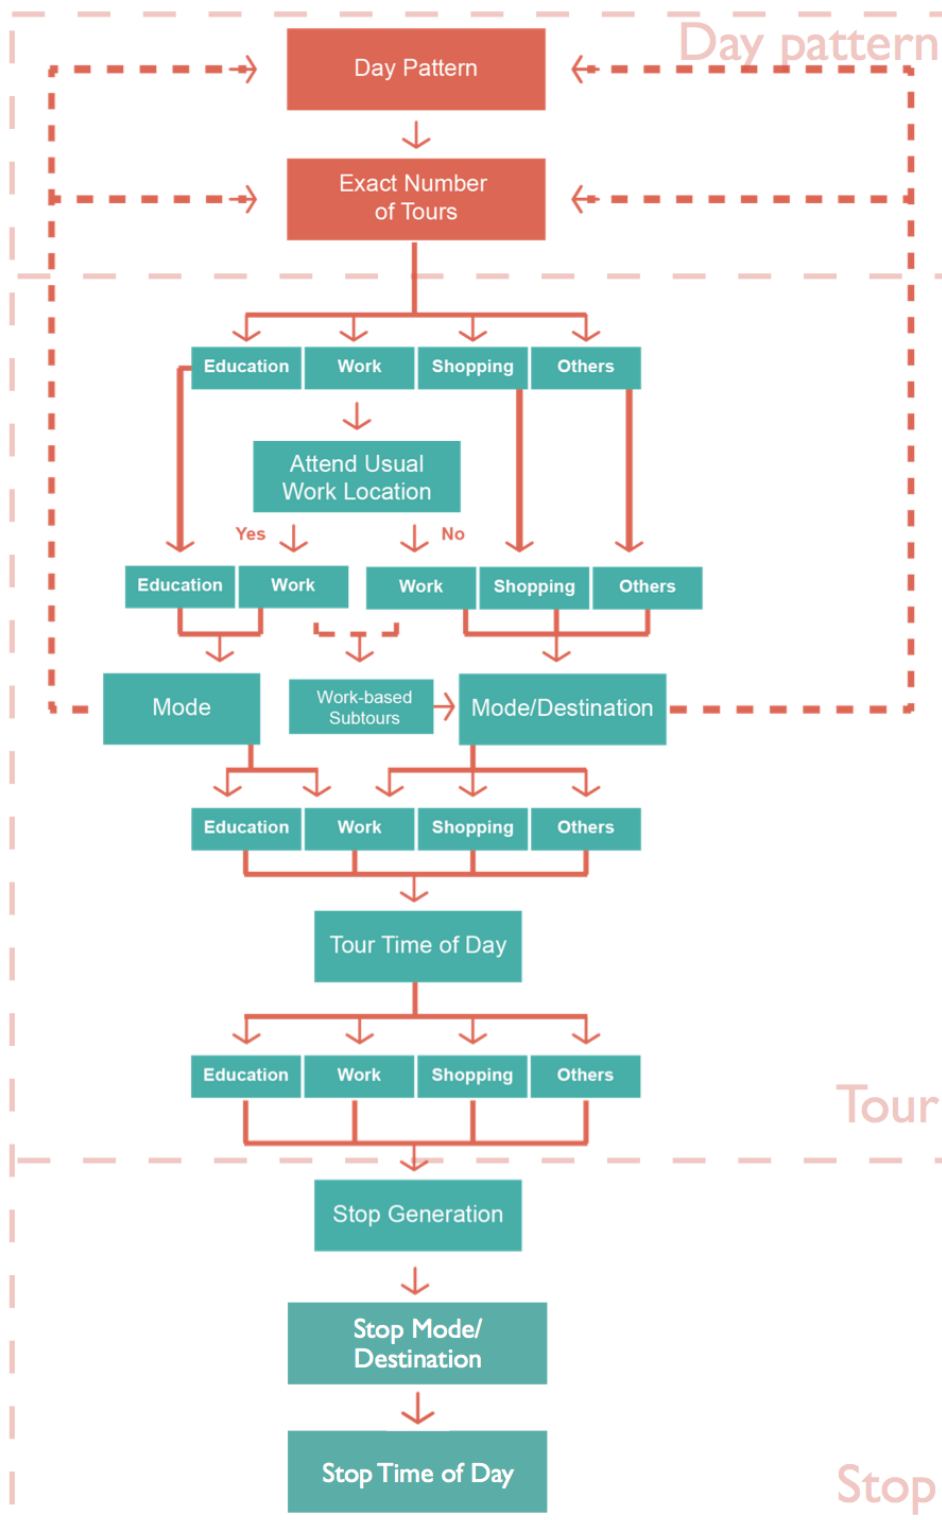 Day pattern
Day Pattern
Exact Number
of Tours
Education
Work
Shopping
Others
Attend Usual
Work Location
Yes
No
Education
Work
Work
Shopping
Others
Mode
Work-based
Subtours
Mode/Destination
Education
Work
Shopping
Others
Tour Time of Day
Education
Work
Shopping
Others
Tour
Stop Generation
Stop Mode/
Destination
Stop Time of Day
Stop